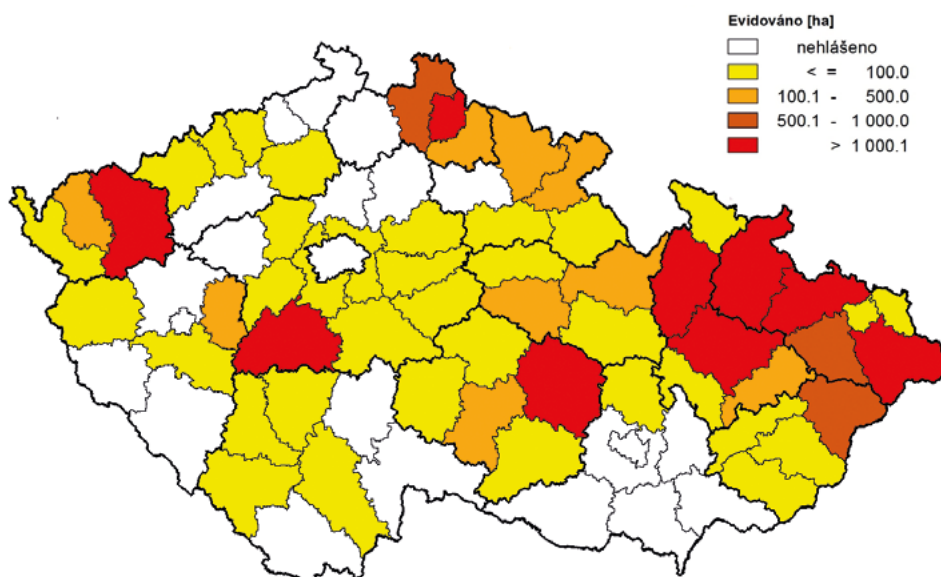 Evidováno [ha]
nehlášeno
< = 100.0
100.1 - 500.0
500.1 - 1 000.0
> 1 000.1